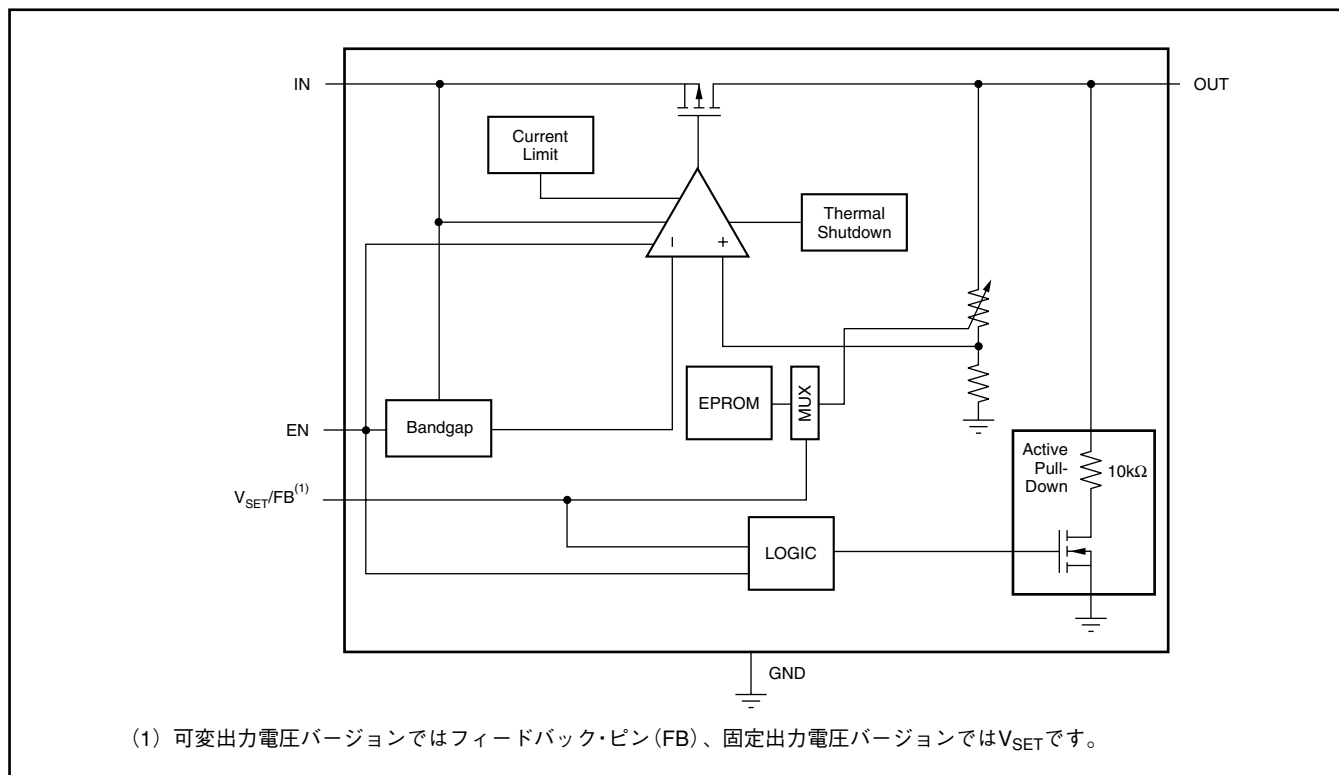 IN
OUT
Current
Limit
Thermal
Shutdown
EPROM
MUX
EN
Bandgap
Active
Pull-
Down
10kΩ
VSET/FB(1)
LOGIC
GND
(1) 可変出力電圧バージョンではフィードバック・ピン(FB)、固定出力電圧バージョンではVSETです。